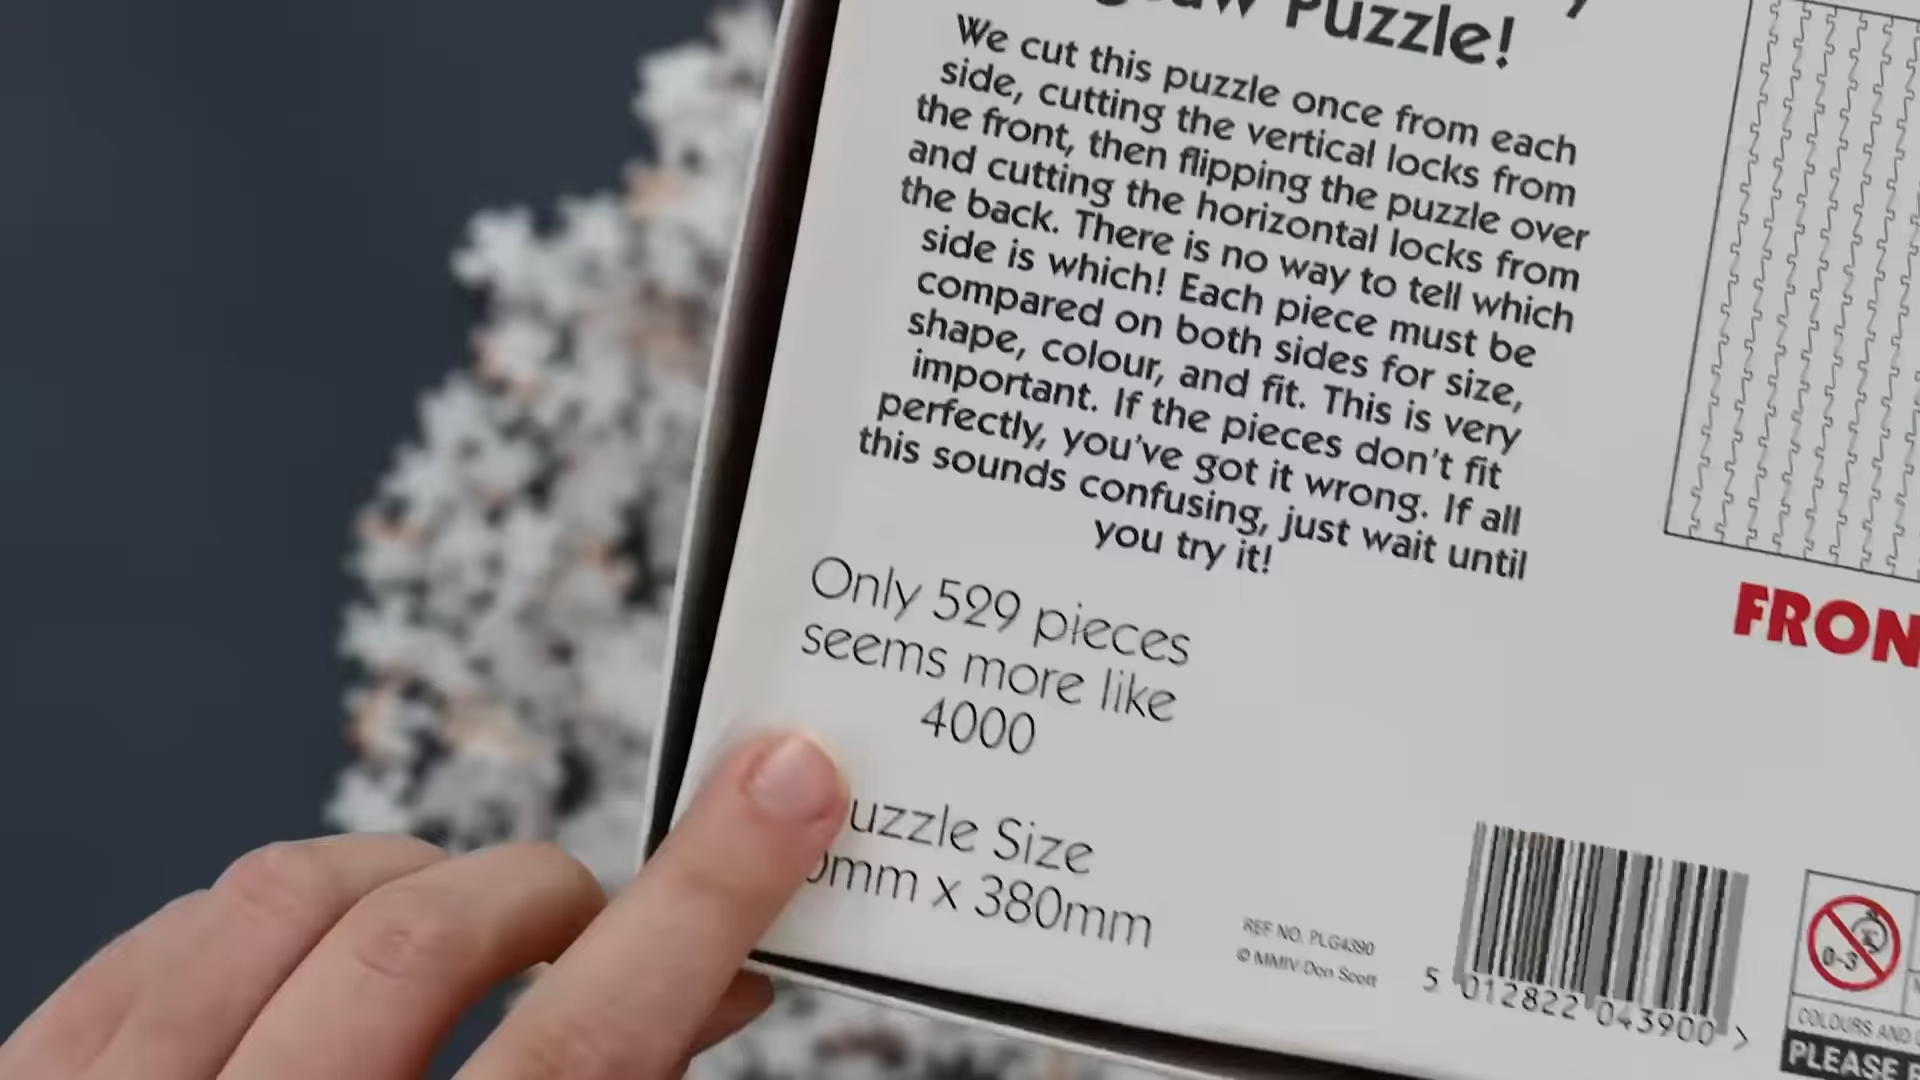 Puzzle!
We cut this puzzle once from each
side, cutting the vertical locks from
the front, then flipping the puzzle over
and cutting the horizontal locks from
the back. There is no way to tell which
side is which! Each piece must be
compared on both sides for size,
shape, colour, and fit. This is very
important. If the pieces don't fit
perfectly, you've got it wrong. If all
this sounds confusing, just wait until
you try it!
Only 529 pieces
seems more like
4000
uzzle Size
0mm x 380mm
REF NO. PLG4390
© MMIV Don Scott
5 012822 043900 >
FRON
0-3
COLOURS AND
PLEASE